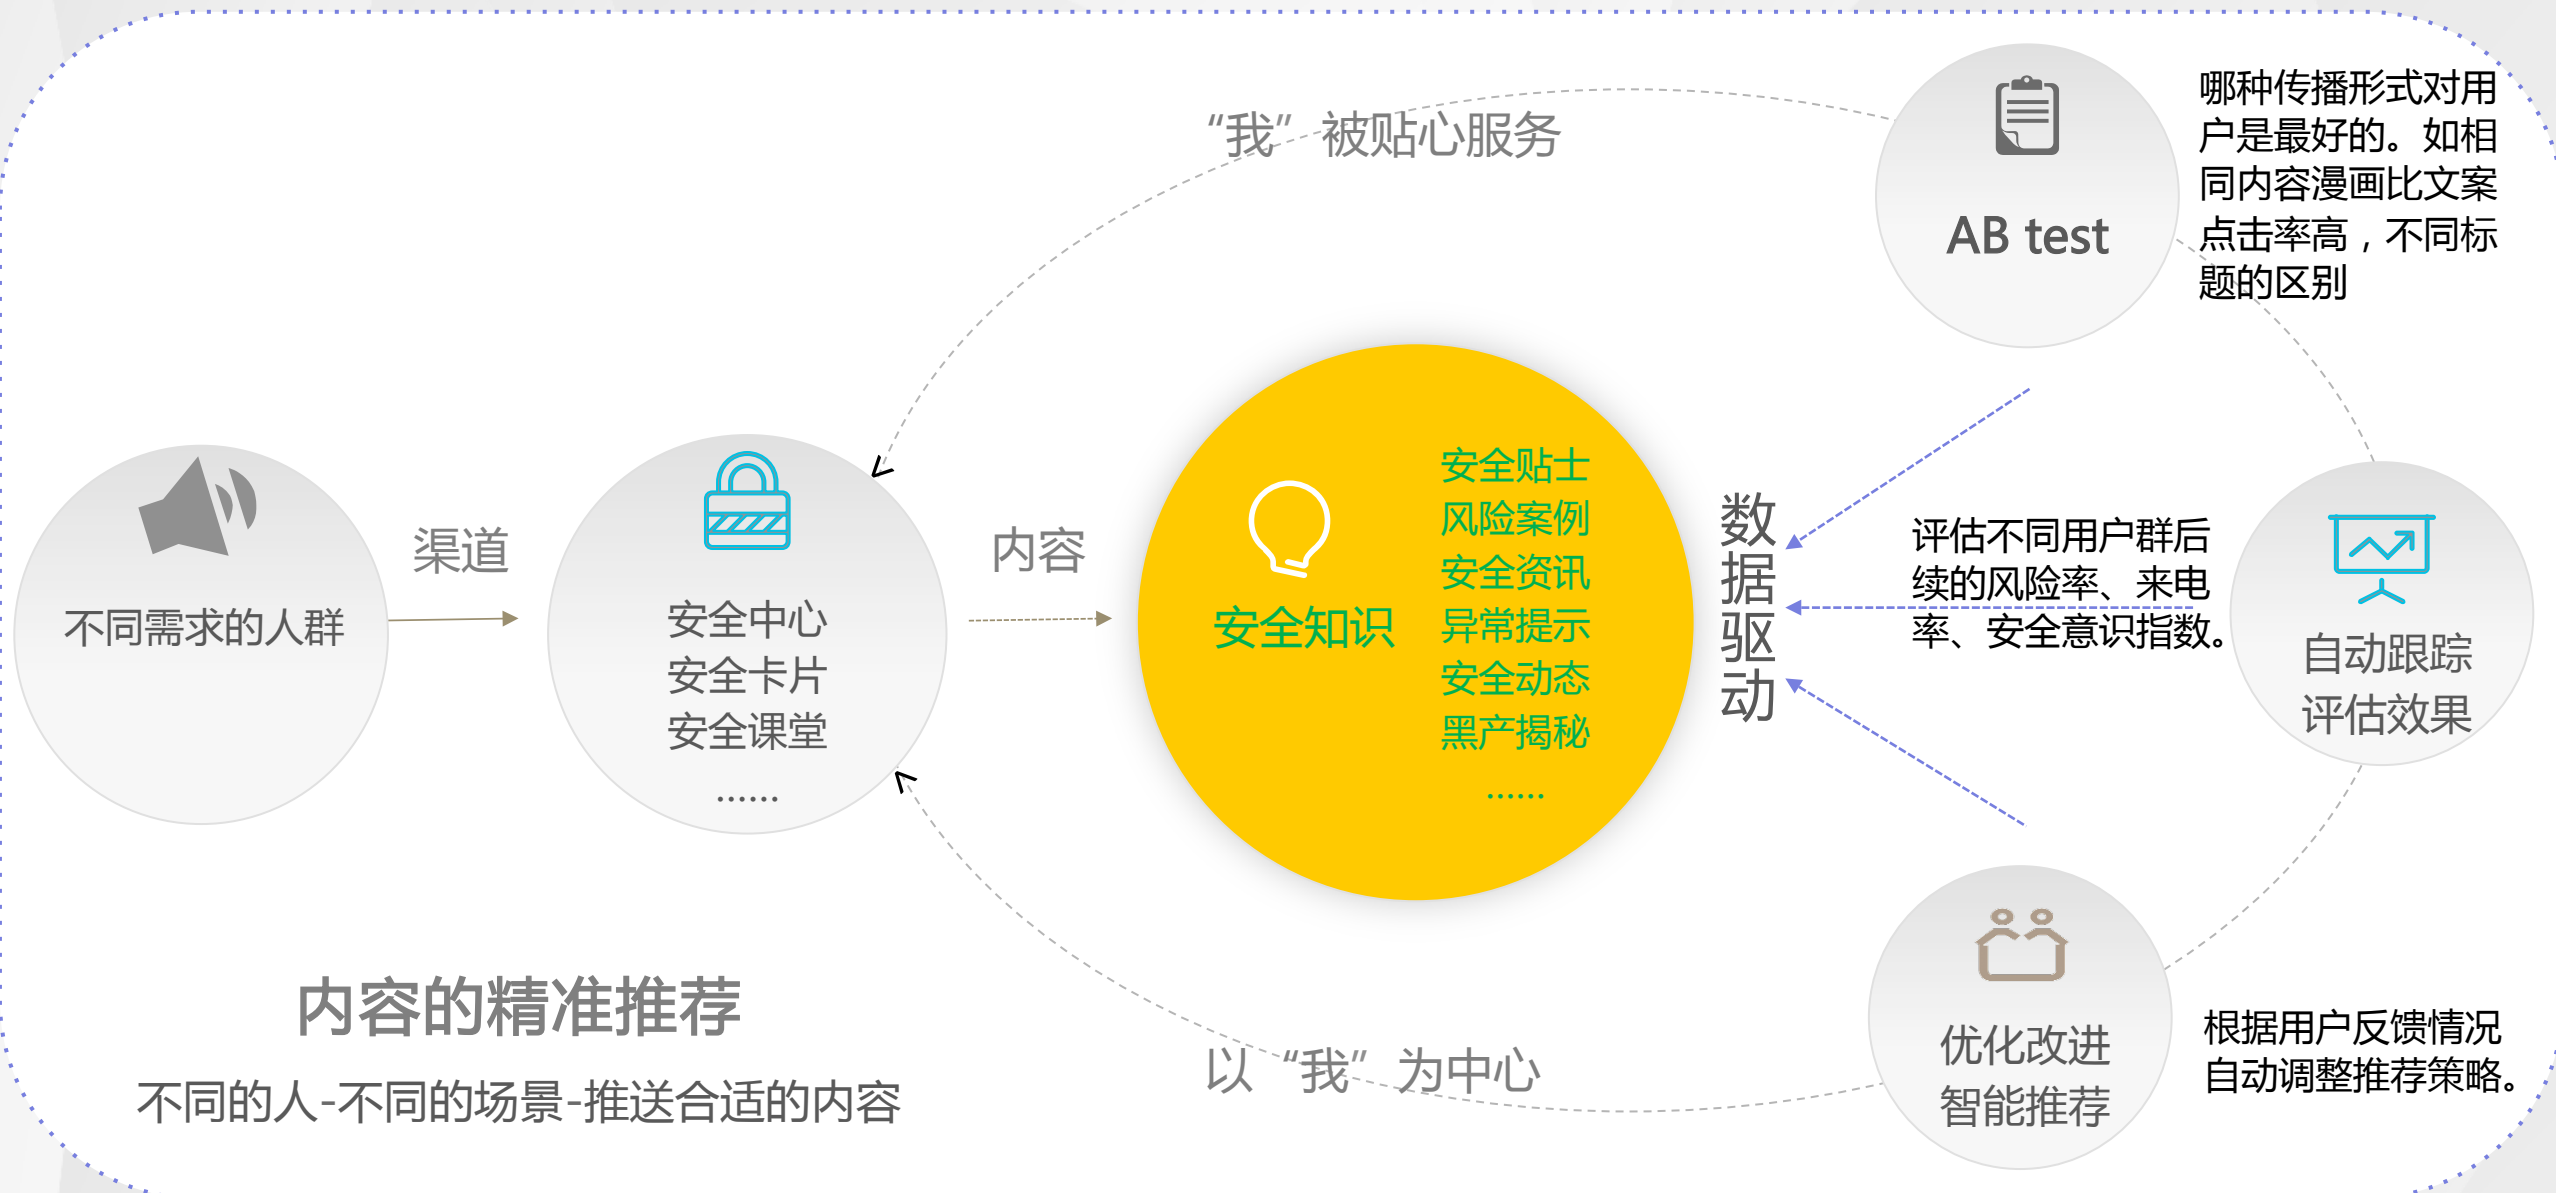 “我”被贴心服务
AB test
哪种传播形式对用
户是最好的。如相
同内容漫画比文案
点击率高，不同标
题的区别
不同需求的人群
渠道
安全中心
安全卡片
安全课堂
……
内容
安全知识
安全贴士
风险案例
安全资讯
异常提示
安全动态
黑产揭秘
……
数据驱动
评估不同用户群后
续的风险率、来电
率、安全意识指数。
自动跟踪
评估效果
内容的精准推荐
不同的人-不同的场景-推送合适的内容
以“我”为中心
优化改进
智能推荐
根据用户反馈情况
自动调整推荐策略。